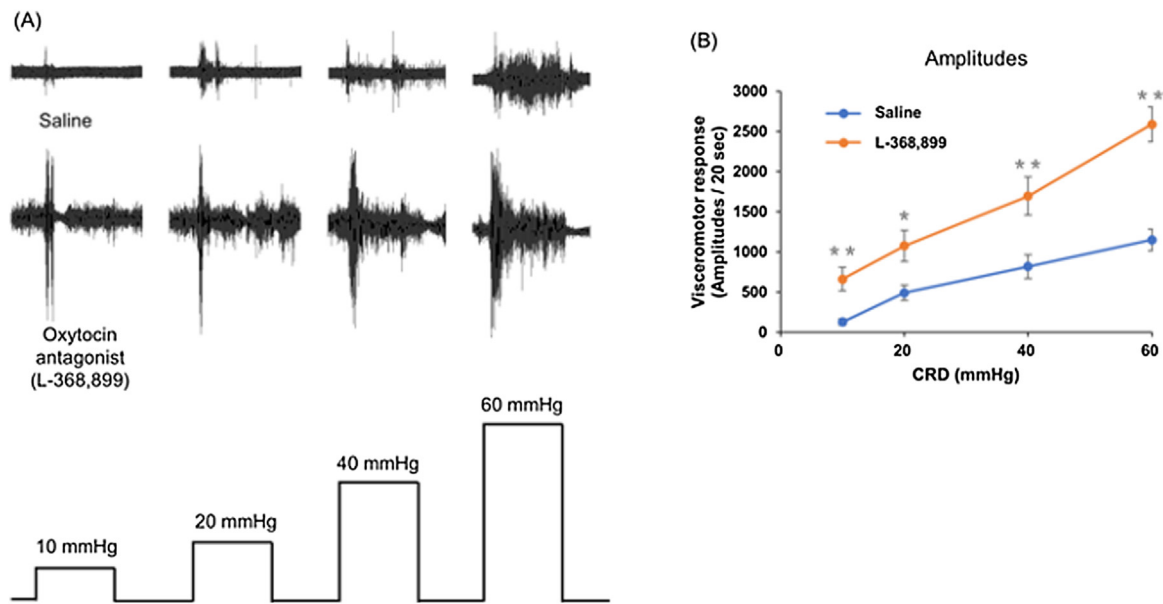 (A)
Saline
Oxytocin
antagonist
(L-368,899)
10 mmHg
20 mmHg
40 mmHg
60 mmHg
(B)
Amplitudes
Saline
L-368,899
Visceromotor response
(Amplitudes / 20 sec)
3000
2500
2000
1500
1000
500
0
**
*
**
**
0 20 40 60
CRD (mmHg)